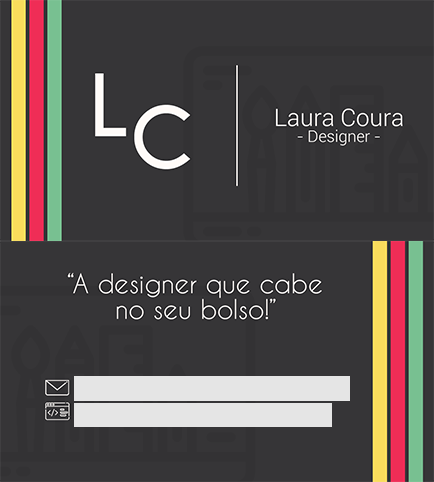 LC
Laura Coura
- Designer -
“A designer que cabe
no seu bolso!”